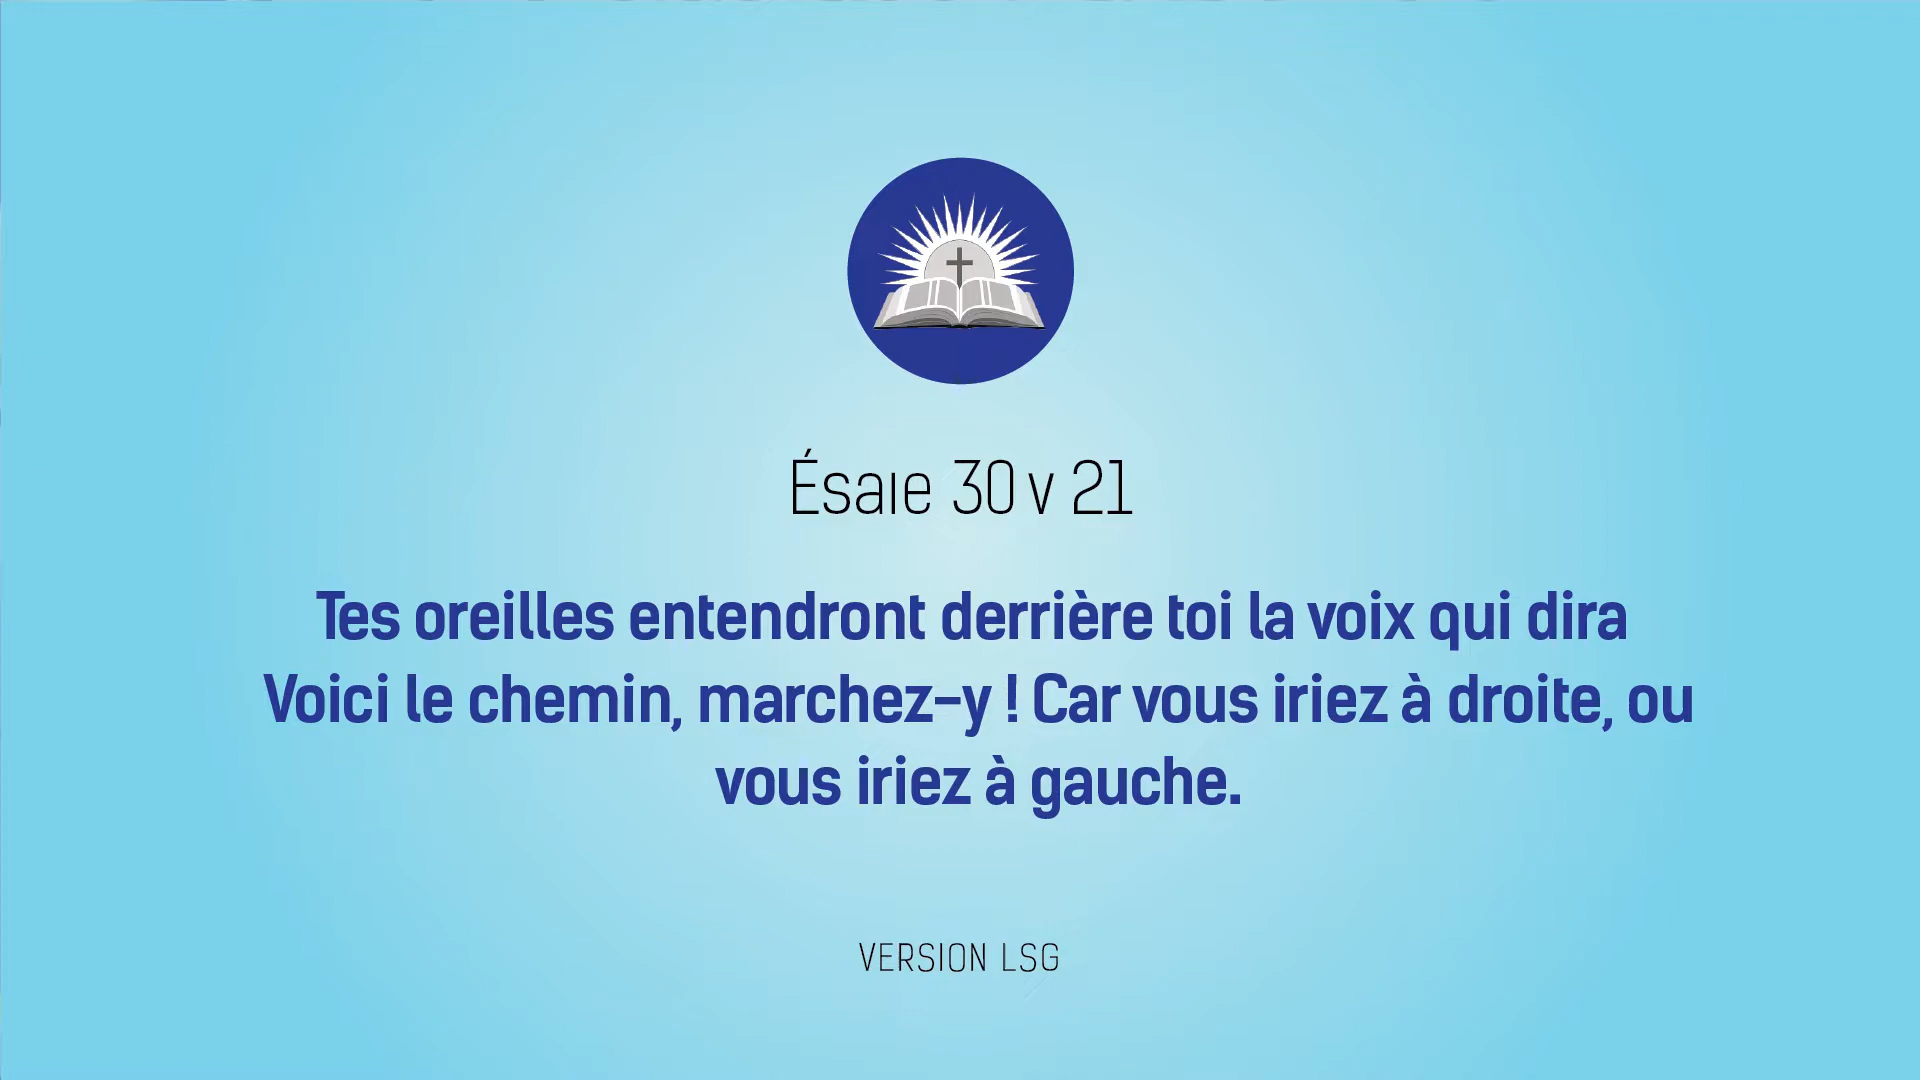 Ésaıe 30 v 21
Tes oreilles entendront derrière toi la voix qui dira
Voici le chemin, marchez-y ! Car vous iriez à droite, ou
vous iriez à gauche.
VERSION LSG